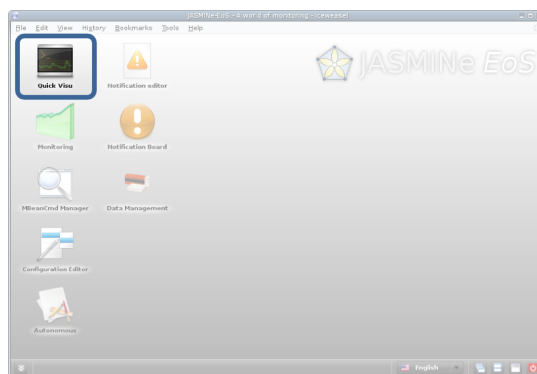 JASMINe EoS - A world of monitoring - Iceweasel
File Edit View History Bookmarks Tools Help
JASMINe EoS
Quick Visu
Notification editor
Monitoring
Notification Board
MBeanCmd Manager
Data Management
Configuration Editor
Autonomous
English